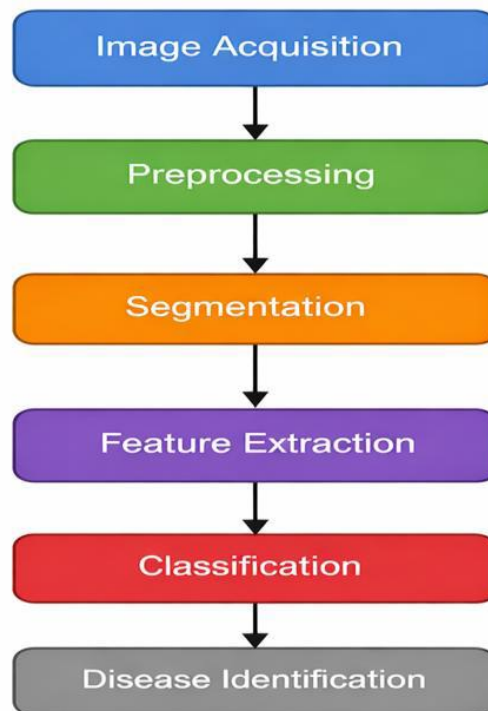 Image Acquisition
Preprocessing
Segmentation
Feature Extraction
Classification
Disease Identification